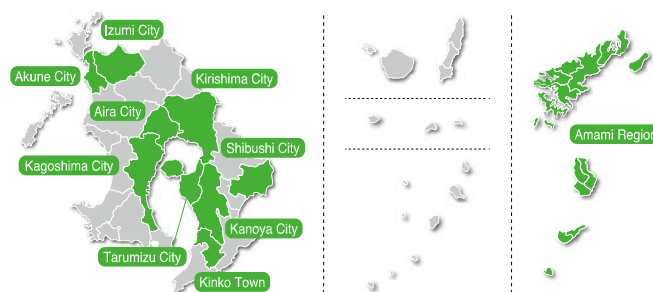 Izumi City
Akune City
Kirishima City
Aira City
Shibushi City
Kagoshima City
Amami Region
Kanoya City
Tarumizu City
Kinko Town